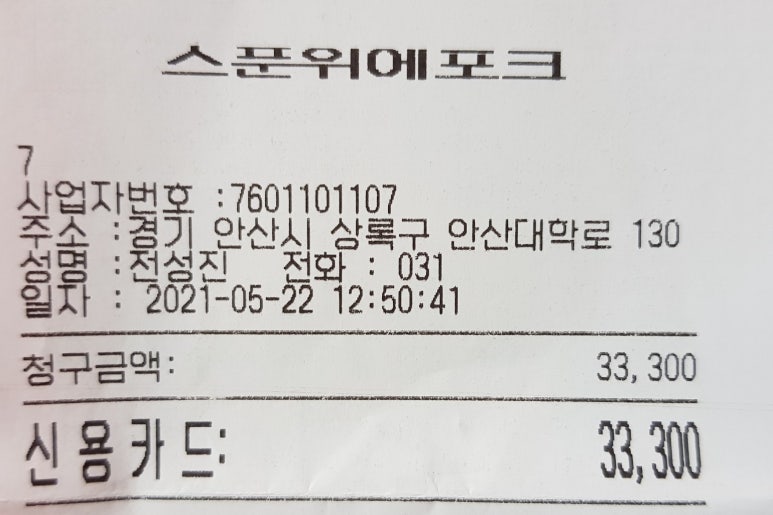 스푼위에포크
7
사업자번호 :7601101107
주소 :경기 안산시 상록구 안산대학로 130
성명 :전성진 전화 : 031
일자 : 2021-05-22 12:50:41
청구금액: 33,300
신용카드: 33,300